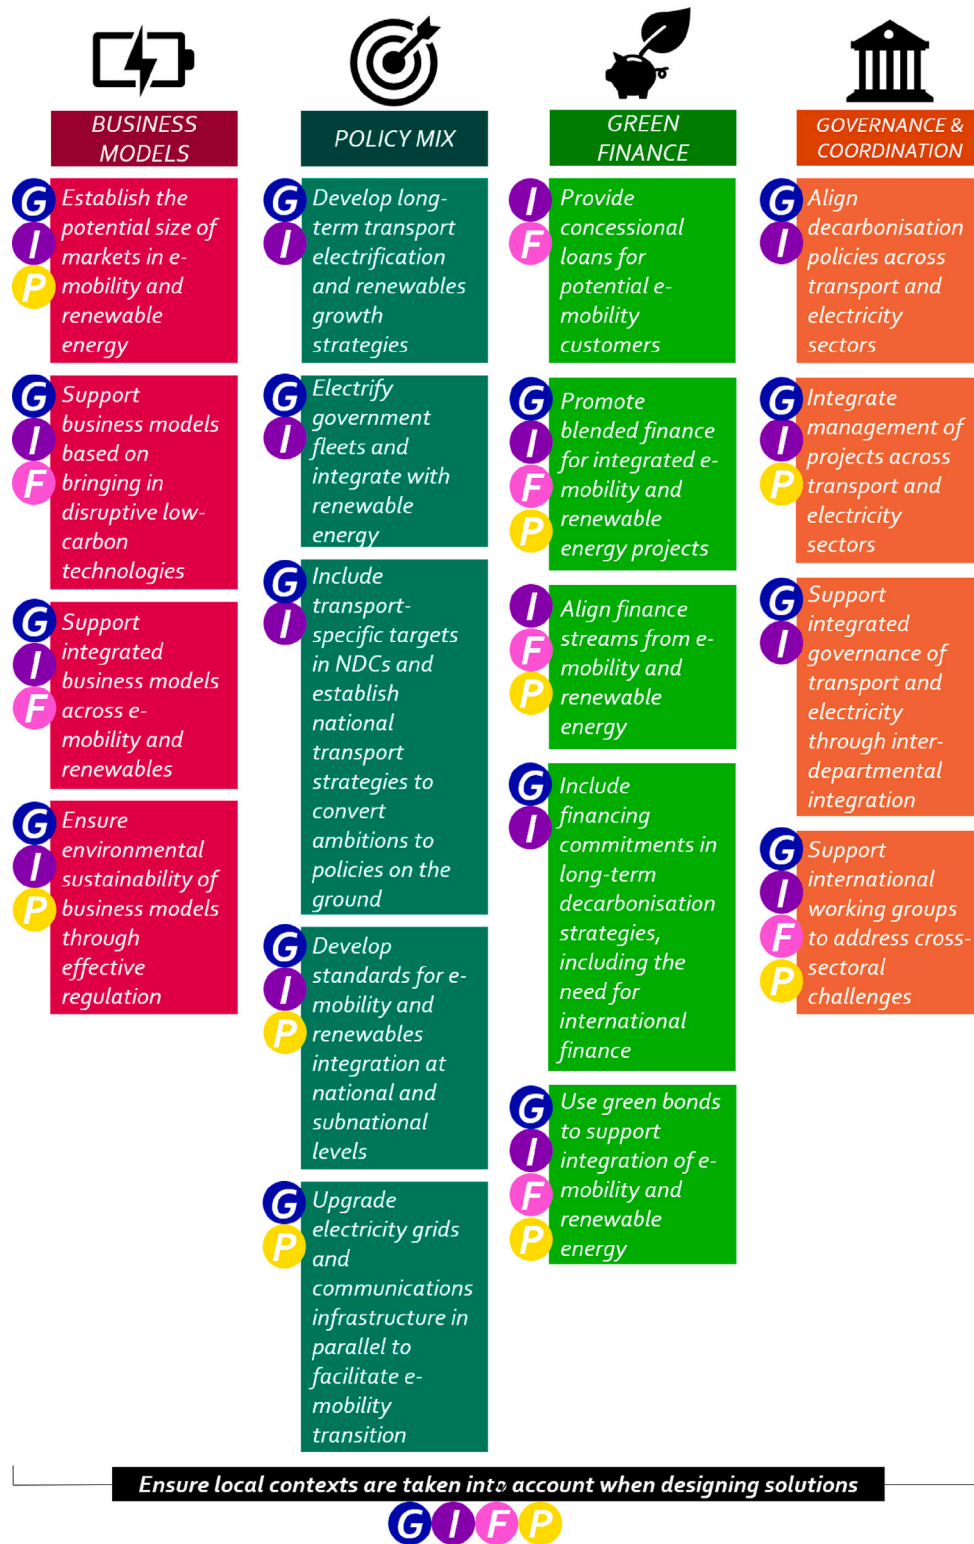 BUSINESS
MODELS
G
I
P
Establish the
potential size of
markets in e-
mobility and
renewable
energy
G
I
F
Support
business models
based on
bringing in
disruptive low-
carbon
technologies
G
I
F
Support
integrated
business models
across e-
mobility and
renewables
G
I
P
Ensure
environmental
sustainability of
business models
through
effective
regulation
POLICY MIX
G
I
Develop long-
term transport
electrification
and renewables
growth
strategies
G
I
Electrify
government
fleets and
integrate with
renewable
energy
G
I
Include
transport-
specific targets
in NDCs and
establish
national
transport
strategies to
convert
ambitions to
policies on the
ground
G
I
P
Develop
standards for e-
mobility and
renewables
integration at
national and
subnational
levels
G
P
Upgrade
electricity grids
and
communications
infrastructure in
parallel to
facilitate e-
mobility
transition
GREEN
FINANCE
I
F
Provide
concessional
loans for
potential e-
mobility
customers
G
I
F
P
Promote
blended finance
for integrated e-
mobility and
renewable
energy projects
I
F
P
Align finance
streams from e-
mobility and
renewable
energy
G
I
Include
financing
commitments in
long-term
decarbonisation
strategies,
including the
need for
international
finance
G
I
F
P
Use green bonds
to support
integration of e-
mobility and
renewable
energy
GOVERNANCE &
COORDINATION
G
I
Align
decarbonisation
policies across
transport and
electricity
sectors
G
I
P
Integrate
management of
projects across
transport and
electricity
sectors
G
I
Support
integrated
governance of
transport and
electricity
through inter-
departmental
integration
G
I
F
P
Support
international
working groups
to address cross-
sectoral
challenges
Ensure local contexts are taken into account when designing solutions
G I F P